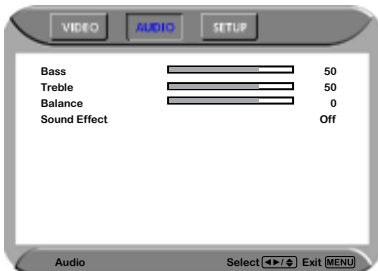 VIDEO AUDIO SETUP
Bass 50
Treble 50
Balance 0
Sound Effect Off
Audio Select ◄►/◆ Exit MENU